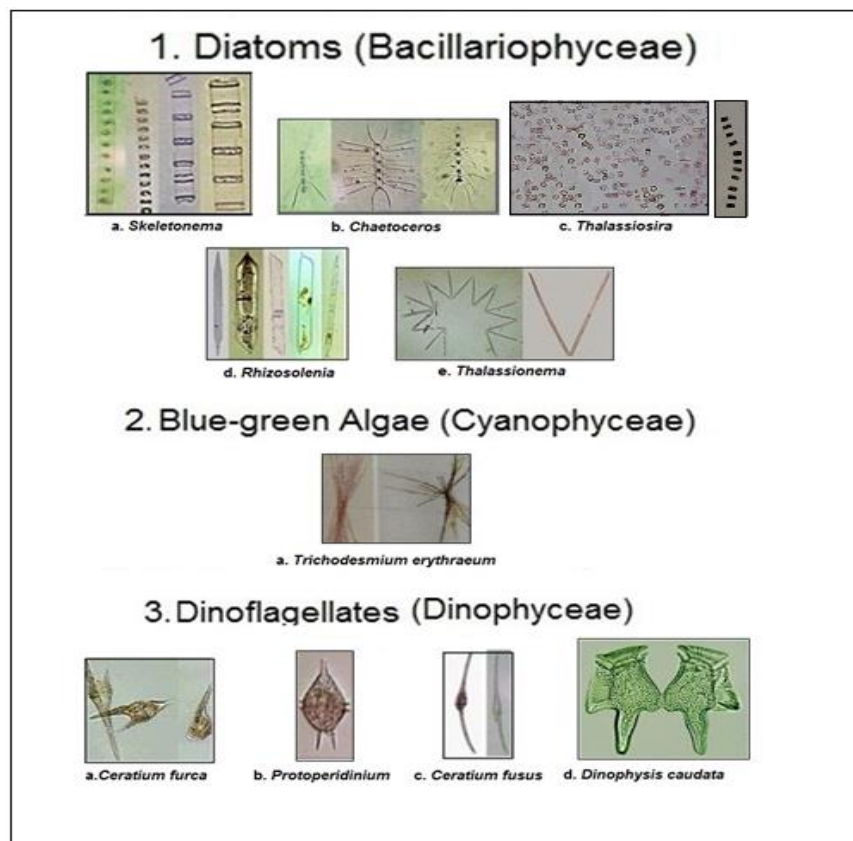 1. Diatoms (Bacillariophyceae)
a. Skeletonema
b. Chaetoceros
c. Thalassiosira
d. Rhizosolenia
e. Thalassionema
2. Blue-green Algae (Cyanophyceae)
a. Trichodesmium erythraeum
3. Dinoflagellates (Dinophyceae)
a.Ceratium furca
b. Protoperidinium
c. Ceratium fusus
d. Dinophysis caudata